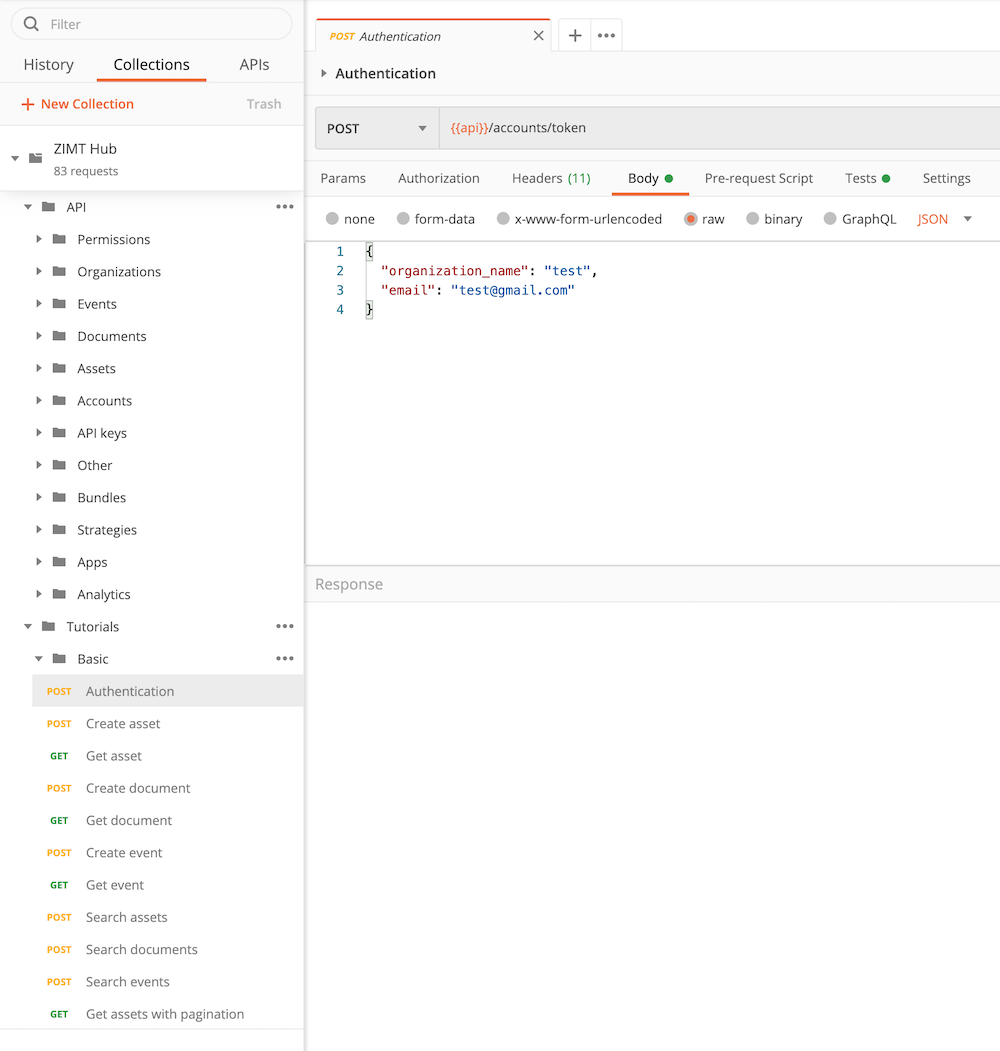 Filter
History Collections APIs
New Collection Trash
ZIMT Hub
83 requests
API
Permissions
Organizations
Events
Documents
Assets
Accounts
API keys
Other
Bundles
Strategies
Apps
Analytics
Tutorials
Basic
POST Authentication
POST Create asset
GET Get asset
POST Create document
GET Get document
POST Create event
GET Get event
POST Search assets
POST Search documents
POST Search events
GET Get assets with pagination
POST Authentication
Authentication
POST {{api}}/accounts/token
Params Authorization Headers (11) Body Pre-request Script Tests Settings
none form-data x-www-form-urlencoded raw binary GraphQL JSON
1 {
2 "organization_name": "test",
3 "email": "test@gmail.com"
4 }
Response